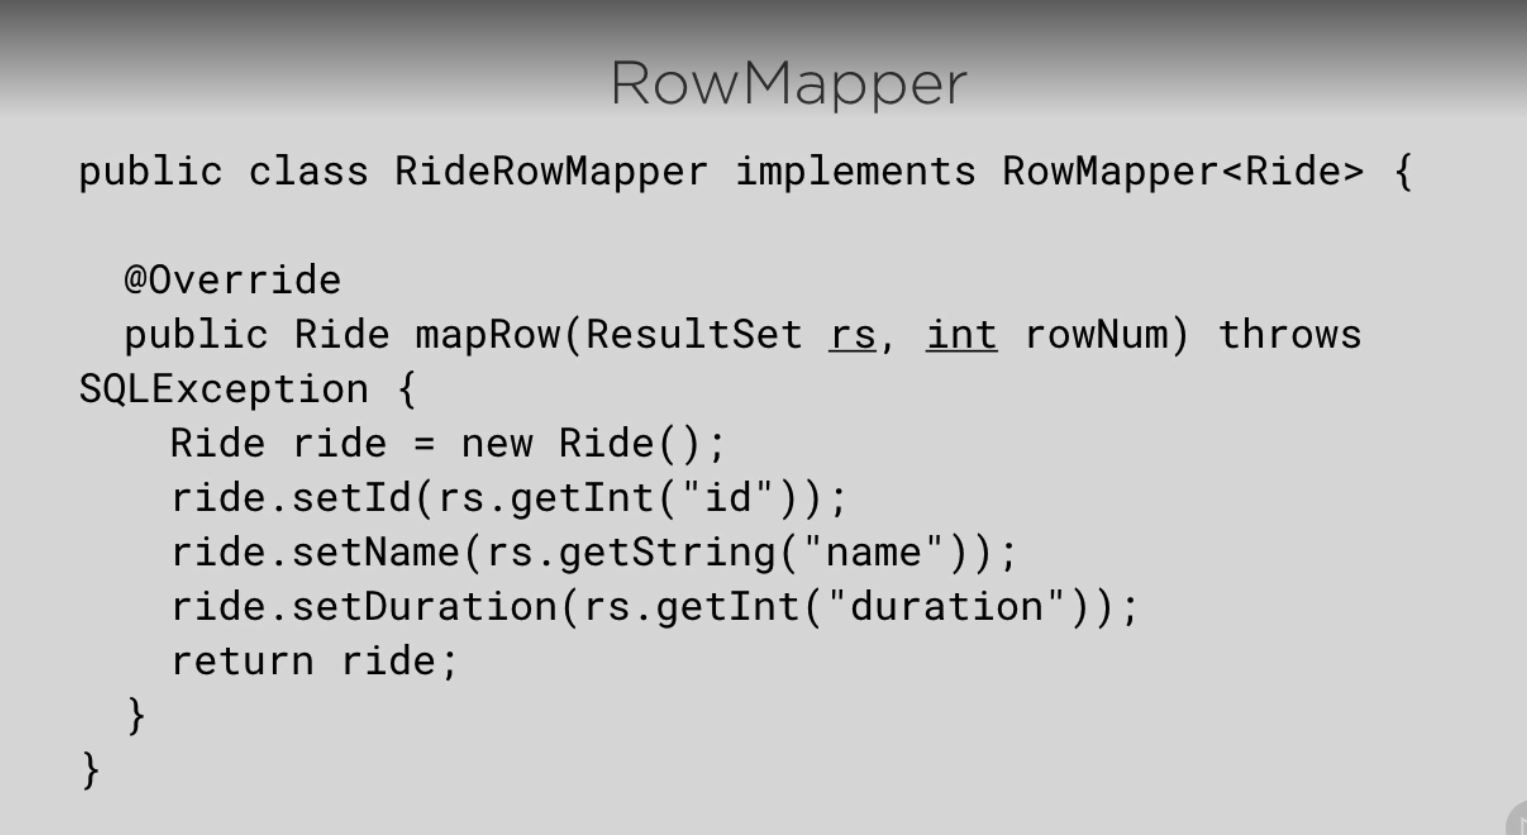 RowMapper
public class RideRowMapper implements RowMapper<Ride> {
@Override
public Ride mapRow(ResultSet rs, int rowNum) throws
SQLException {
Ride ride = new Ride();
ride.setId(rs.getInt("id"));
ride.setName(rs.getString("name"));
ride.setDuration(rs.getInt("duration"));
return ride;
}
}